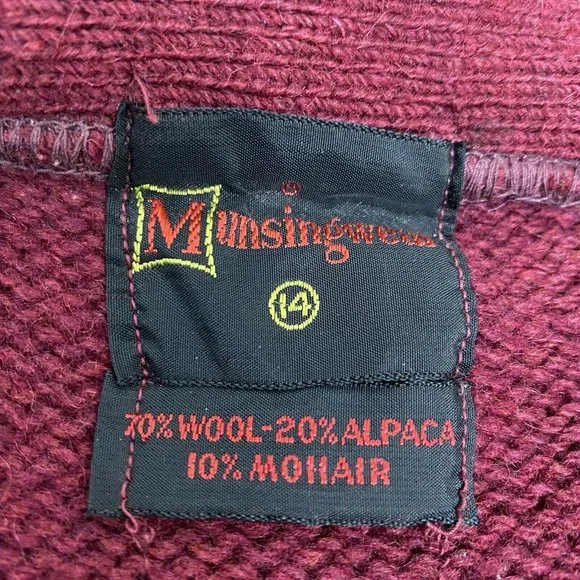 ®
Munsingwear
14
70% WOOL-20% ALPACA
10% MOHAIR